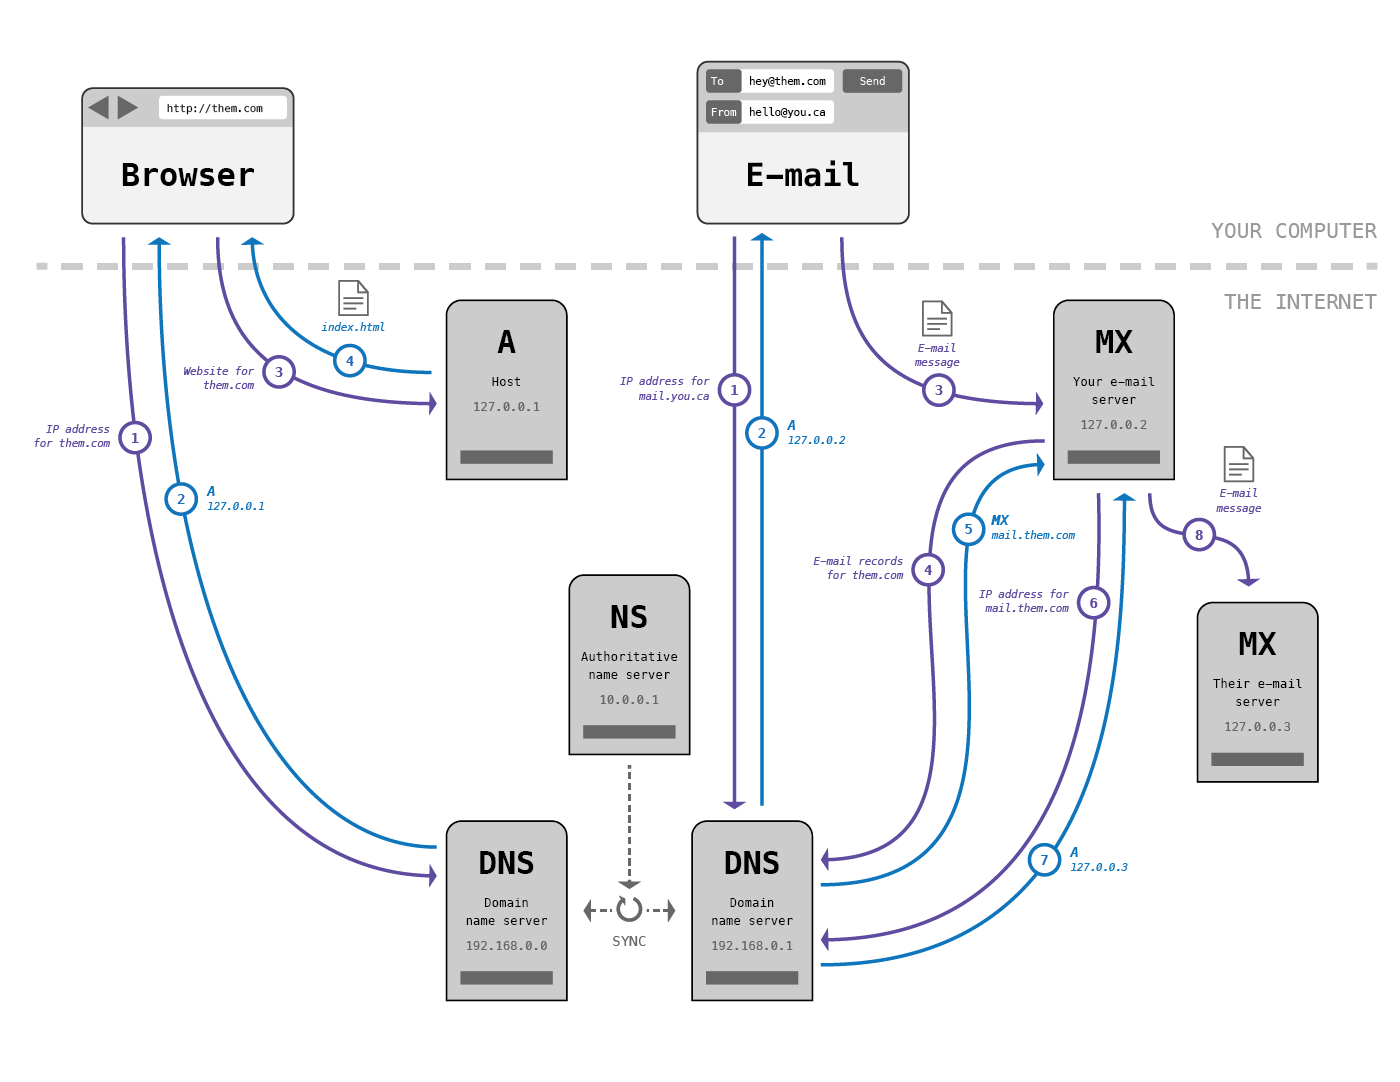 http://them.com
Browser
To
hey@them.com
Send
From
hello@you.ca
E-mail
YOUR COMPUTER
THE INTERNET
index.html
4
Website for
them.com
3
IP address
for them.com
1
2
A
127.0.0.1
A
Host
127.0.0.1
IP address for
mail.you.ca
1
2
A
127.0.0.2
E-mail
message
3
MX
Your e-mail
server
127.0.0.2
E-mail records
for them.com
4
5
MX
mail.them.com
IP address for
mail.them.com
6
E-mail
message
8
NS
Authoritative
name server
10.0.0.1
MX
Their e-mail
server
127.0.0.3
DNS
Domain
name server
192.168.0.0
SYNC
DNS
Domain
name server
192.168.0.1
7
A
127.0.0.3